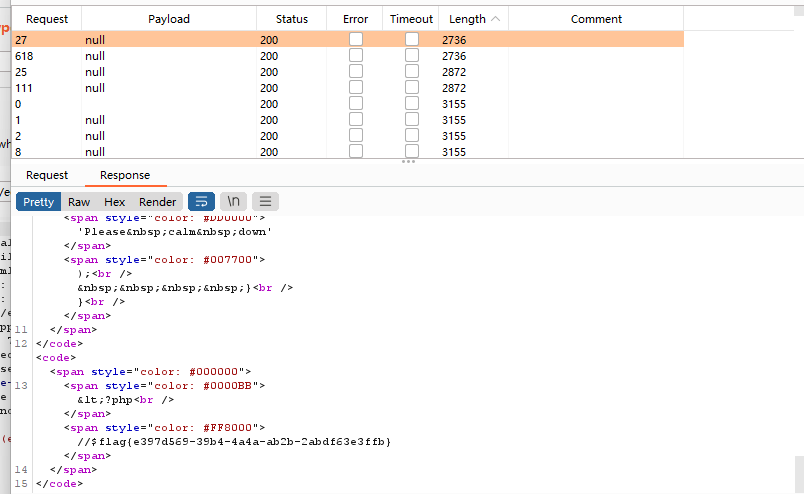 Request Payload Status Error Timeout Length Comment
27 null 200 2736
618 null 200 2736
25 null 200 2872
111 null 200 2872
0 200 3155
1 null 200 3155
2 null 200 3155
8 null 200 3155
Request Response
Pretty Raw Hex Render \n
<span style="color: #DD0000">
'Please&nbsp;calm&nbsp;down'
</span>
<span style="color: #007700">
);<br />
&nbsp;&nbsp;&nbsp;&nbsp;}<br />
}<br />
</span>
11 </span>
12 </code>
<code>
<span style="color: #000000">
13 <span style="color: #0000BB">
&lt;?php<br />
</span>
<span style="color: #FF8000">
//$flag{e397d569-39b4-4a4a-ab2b-2abdf63e3ffb}
</span>
14 </span>
15 </code>